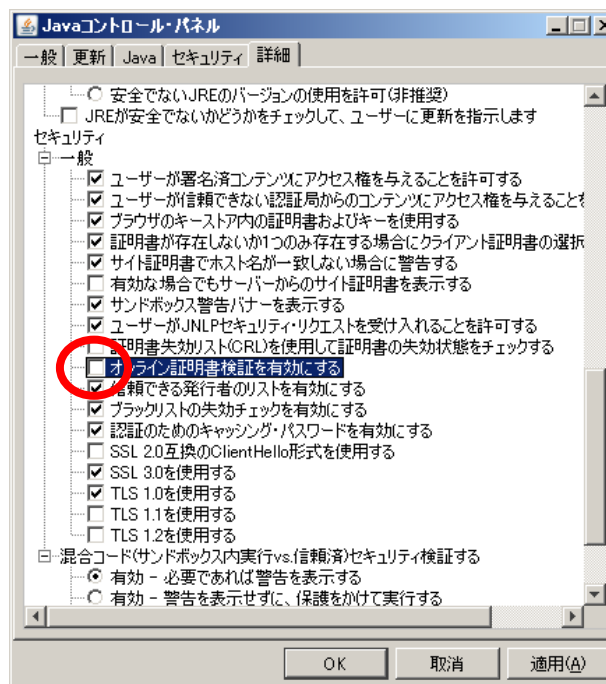 Javaコントロール・パネル
一般 更新 Java セキュリティ 詳細
安全でないJREのバージョンの使用を許可(非推奨)
JREが安全でないかどうかをチェックして、ユーザーに更新を指示します
セキュリティ
一般
ユーザーが署名済コンテンツにアクセス権を与えることを許可する
ユーザーが信頼できない認証局からのコンテンツにアクセス権を与えることを
ブラウザのキーストア内の証明書およびキーを使用する
証明書が存在しないか1つのみ存在する場合にクライアント証明書の選択
サイト証明書でホスト名が一致しない場合に警告する
有効な場合でもサーバーからのサイト証明書を表示する
サンドボックス警告バナーを表示する
ユーザーがJNLPセキュリティ・リクエストを受け入れることを許可する
証明書失効リスト(CRL)を使用して証明書の失効状態をチェックする
オンライン証明書検証を有効にする
信頼できる発行者のリストを有効にする
ブラックリストの失効チェックを有効にする
認証のためのキャッシング・パスワードを有効にする
SSL 2.0互換のClientHello形式を使用する
SSL 3.0を使用する
TLS 1.0を使用する
TLS 1.1を使用する
TLS 1.2を使用する
混合コード(サンドボックス内実行vs.信頼済)セキュリティ検証する
有効 - 必要であれば警告を表示する
有効 - 警告を表示せずに、保護をかけて実行する
OK 取消 適用(A)